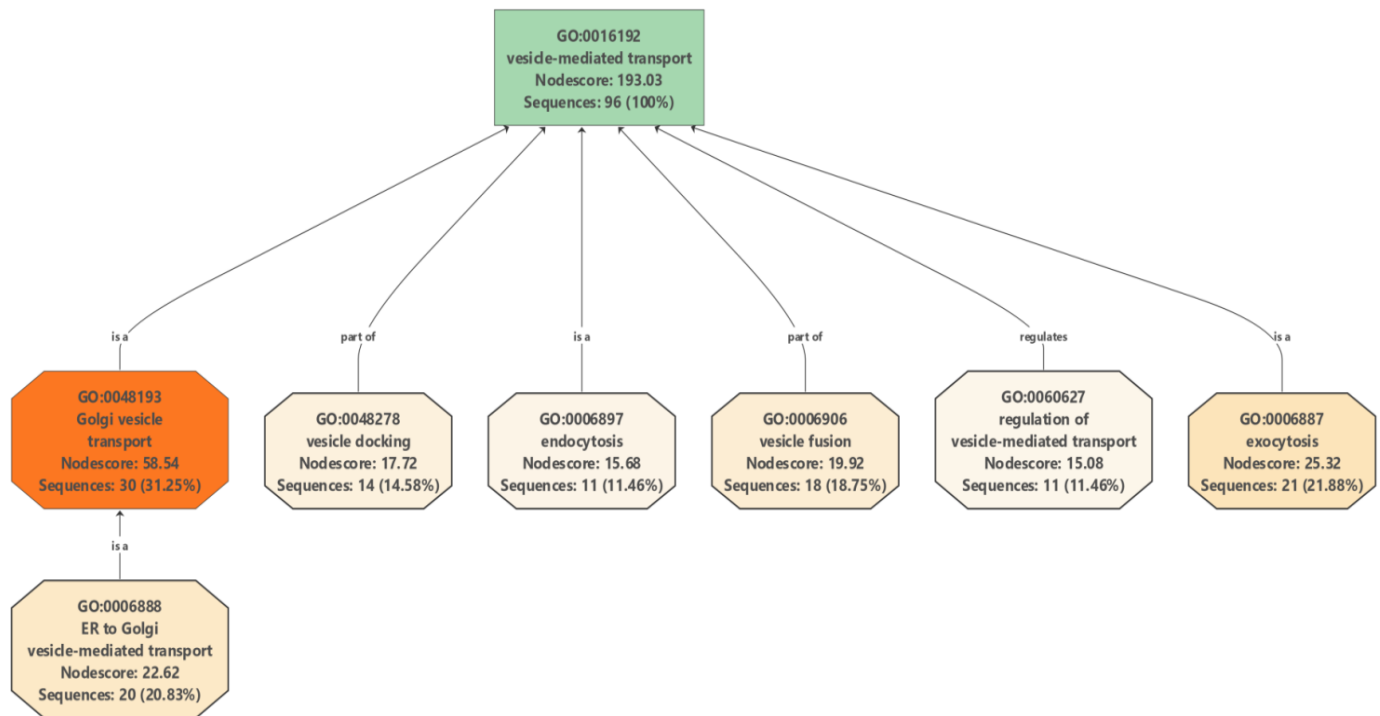 GO:0016192
vesicle-mediated transport
Nodescore: 193.03
Sequences: 96 (100%)
is a
part of
is a
part of
regulates
is a
GO:0048193
Golgi vesicle
transport
Nodescore: 58.54
Sequences: 30 (31.25%)
GO:0048278
vesicle docking
Nodescore: 17.72
Sequences: 14 (14.58%)
GO:0006897
endocytosis
Nodescore: 15.68
Sequences: 11 (11.46%)
GO:0006906
vesicle fusion
Nodescore: 19.92
Sequences: 18 (18.75%)
GO:0060627
regulation of
vesicle-mediated transport
Nodescore: 15.08
Sequences: 11 (11.46%)
GO:0006887
exocytosis
Nodescore: 25.32
Sequences: 21 (21.88%)
is a
GO:0006888
ER to Golgi
vesicle-mediated transport
Nodescore: 22.62
Sequences: 20 (20.83%)